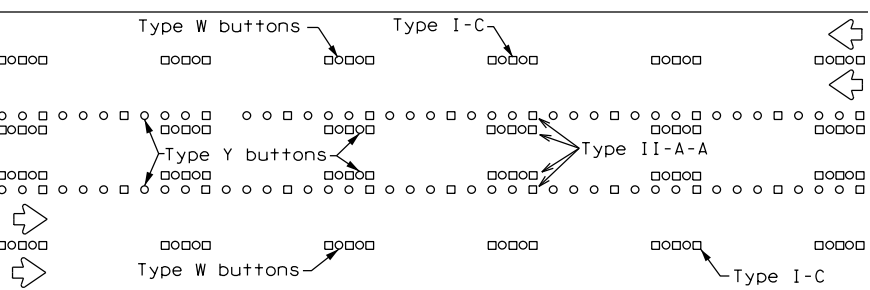 Type W buttons
Type I-C
Type Y buttons
Type II-A-A
Type W buttons
Type I-C